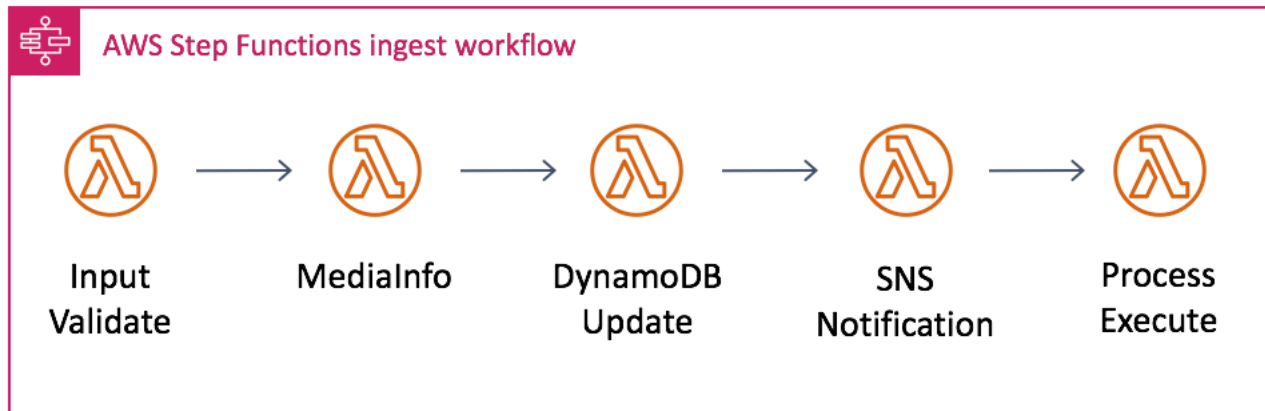 AWS Step Functions ingest workflow
Input
Validate
MediaInfo
DynamoDB
Update
SNS
Notification
Process
Execute